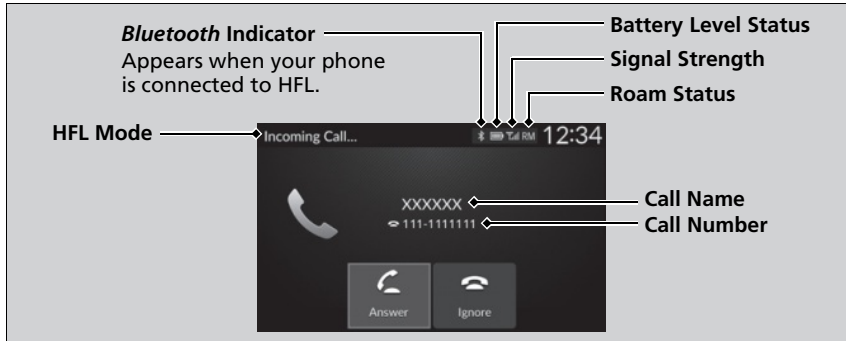 Bluetooth Indicator
Appears when your phone
is connected to HFL.
Battery Level Status
Signal Strength
Roam Status
HFL Mode
Incoming Call...
RM 12:34
XXXXXX
111-1111111
Call Name
Call Number
Answer
Ignore